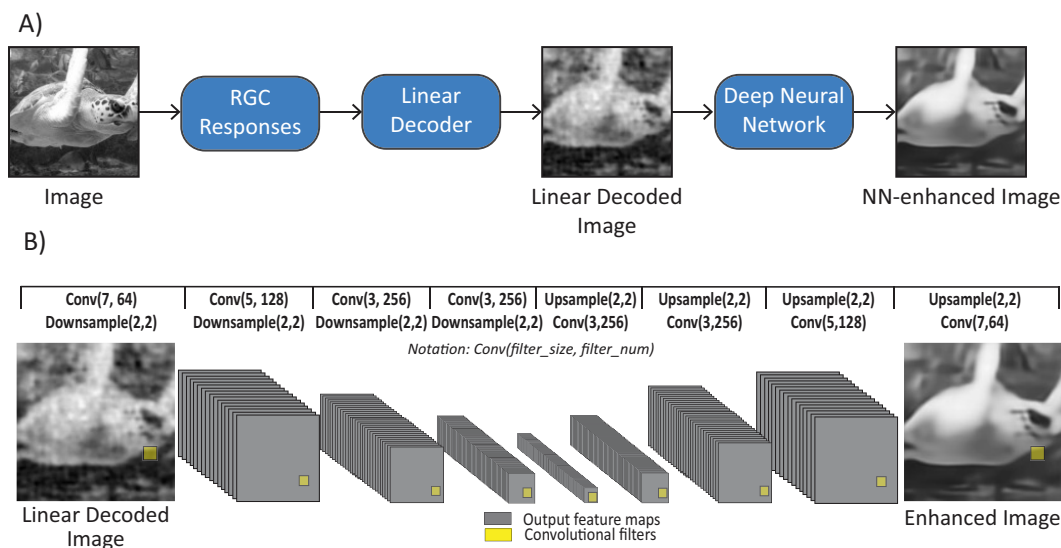 A)
RGC
Responses
Linear
Decoder
Deep Neural
Network
Image
Linear Decoded
Image
NN-enhanced Image
B)
Conv(7, 64)
Downsample(2,2)
Conv(5, 128)
Downsample(2,2)
Conv(3, 256)
Downsample(2,2)
Conv(3, 256)
Downsample(2,2)
Upsample(2,2)
Conv(3,256)
Upsample(2,2)
Conv(3,256)
Upsample(2,2)
Conv(5,128)
Upsample(2,2)
Conv(7,64)
Notation: Conv(filter_size, filter_num)
Linear Decoded
Image
Output feature maps
Convolutional filters
Enhanced Image